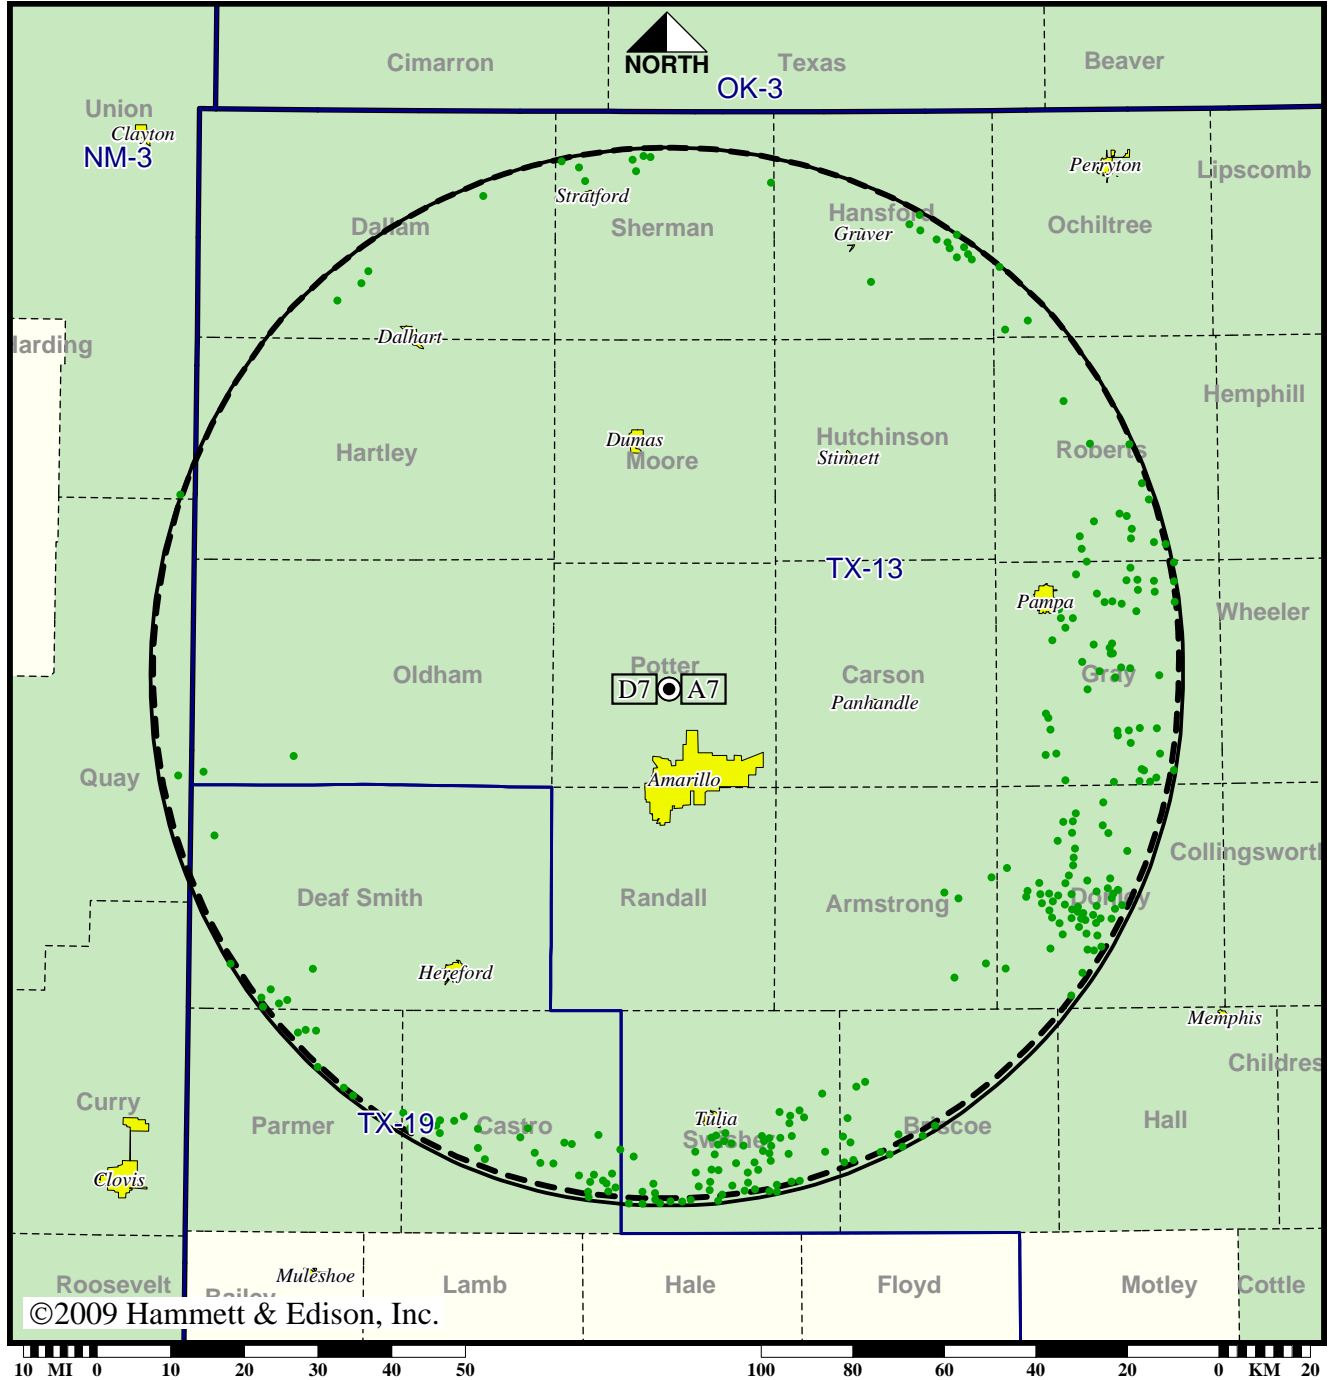 Cimarron
Texas
Beaver
NORTH
OK-3
Union
Clayton
NM-3
Perryton
Lipscomb
Stratford
Dallam
Sherman
Hansford
Gruver
Ochiltree
Harding
Dalhart
Hemphill
Hartley
Dumas
Moore
Hutchinson
Stinnett
Roberts
TX-13
Pampa
Wheeler
Oldham
Potter
Carson
Gray
D7
A7
Panhandle
Quay
Amarillo
Collingsworth
Deaf Smith
Randall
Armstrong
Donley
Hereford
Memphis
Childres
Curry
Parmer
TX-19
Castro
Tulia
Swisher
Briscoe
Hall
Clovis
Roosevelt
Bailey
Muleshoe
Lamb
Hale
Floyd
Motley
Cottle
©2009 Hammett & Edison, Inc.
10 MI 0 10 20 30 40 50
100 80 60 40 20 0 KM 20